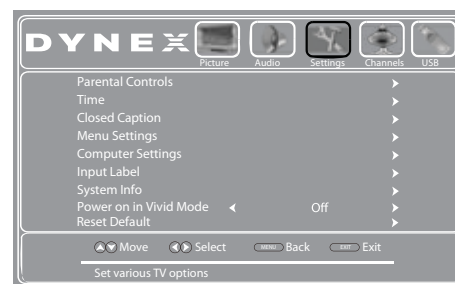 DYNEX
Picture Audio Settings Channels USB
Parental Controls
Time
Closed Caption
Menu Settings
Computer Settings
Input Label
System Info
Power on in Vivid Mode Off
Reset Default
Move Select MENU Back EXIT Exit
Set various TV options